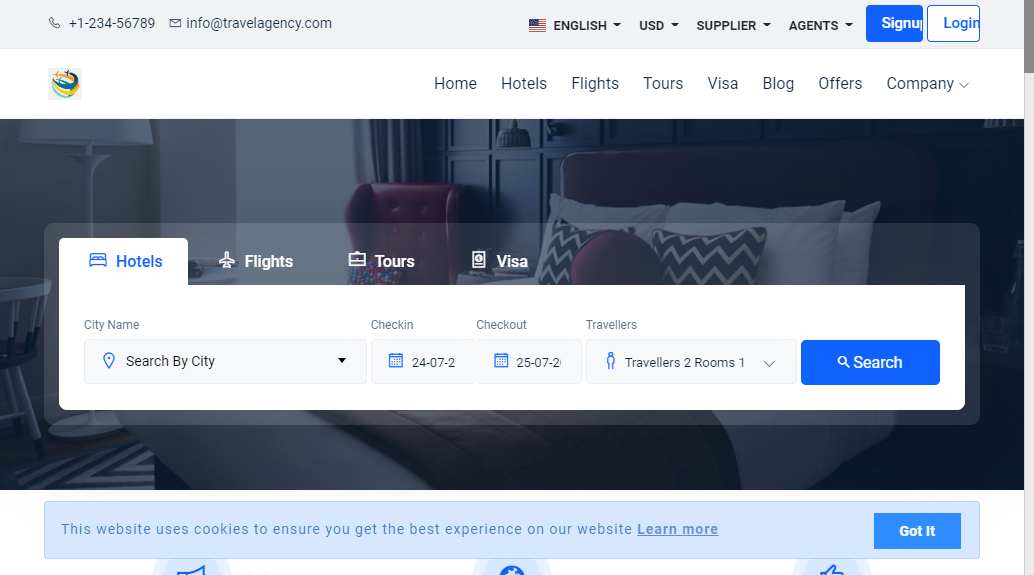 +1-234-56789 info@travelagency.com ENGLISH USD SUPPLIER AGENTS Signup Login
Home Hotels Flights Tours Visa Blog Offers Company
Hotels Flights Tours Visa
City Name Checkin Checkout Travellers
Search By City 24-07-2 25-07-2 Travellers 2 Rooms 1 Search
This website uses cookies to ensure you get the best experience on our website Learn more Got It